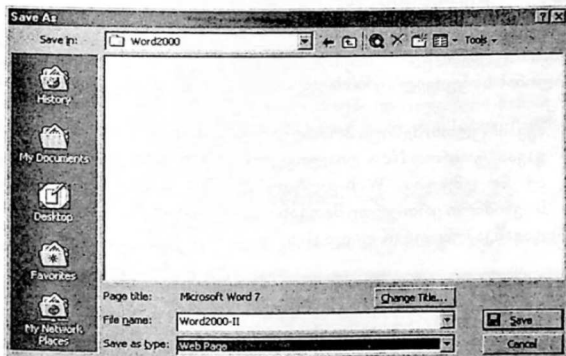 Save As
Save in: Word2000 Tools
History
My Documents
Desktop
Favorites
My Network
Places
Page title: Microsoft Word 7 Change Title...
File name: Word2000-II Save
Save as type: Web Page Cancel